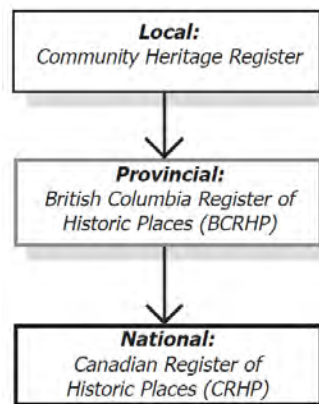 Local:
Community Heritage Register
Provincial:
British Columbia Register of
Historic Places (BCRHP)
National:
Canadian Register of
Historic Places (CRHP)